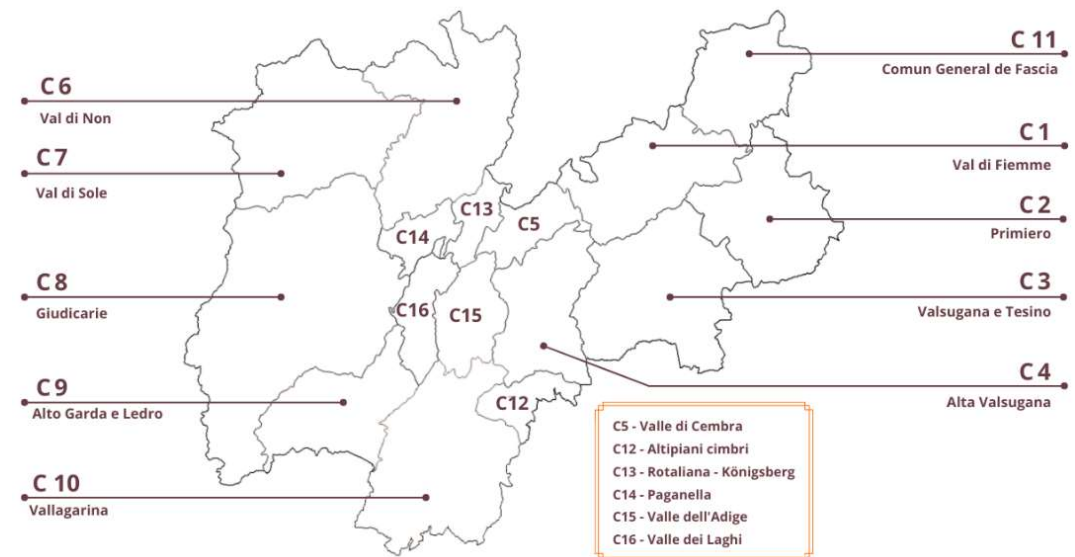 C 6
Val di Non
C 7
Val di Sole
C 8
Giudicarie
C 9
Alto Garda e Ledro
C 10
Vallagarina
C 11
Comun General de Fascia
C 1
Val di Fiemme
C 2
Primiero
C 3
Valsugana e Tesino
C 4
Alta Valsugana
C13
C5
C14
C16
C15
C12
C5 - Valle di Cembra
C12 - Altipiani cimbri
C13 - Rotaliana - Königsberg
C14 - Paganella
C15 - Valle dell'Adige
C16 - Valle dei Laghi